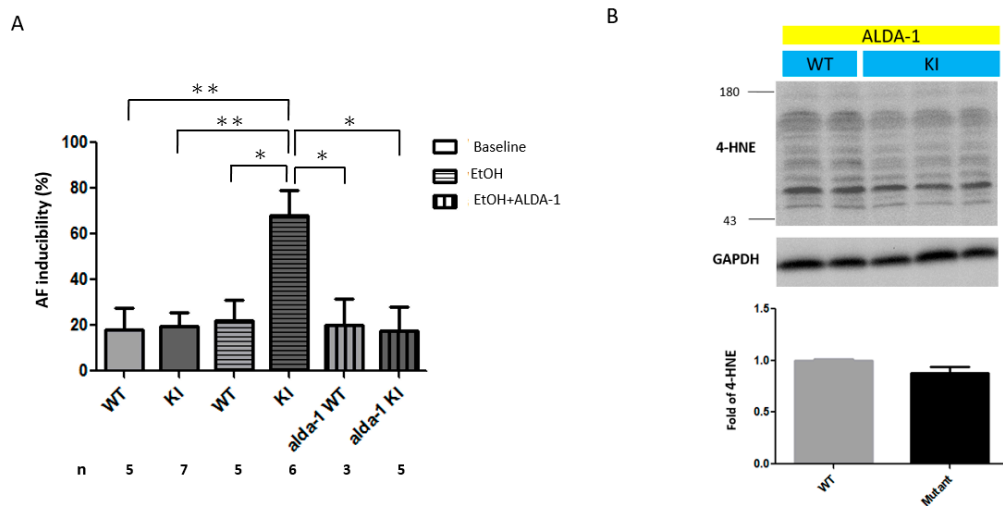 A
** 
** *
* *
100
80
60
40
20
0
AF inducibility (%)
Baseline
EtOH
EtOH+ALDA-1
WT KI WT KI alda-1 WT alda-1 KI
n 5 7 5 6 3 5
B
ALDA-1
WT KI
180
4-HNE
43
GAPDH
1.5
1.0
0.5
0.0
Fold of 4-HNE
WT Mutant